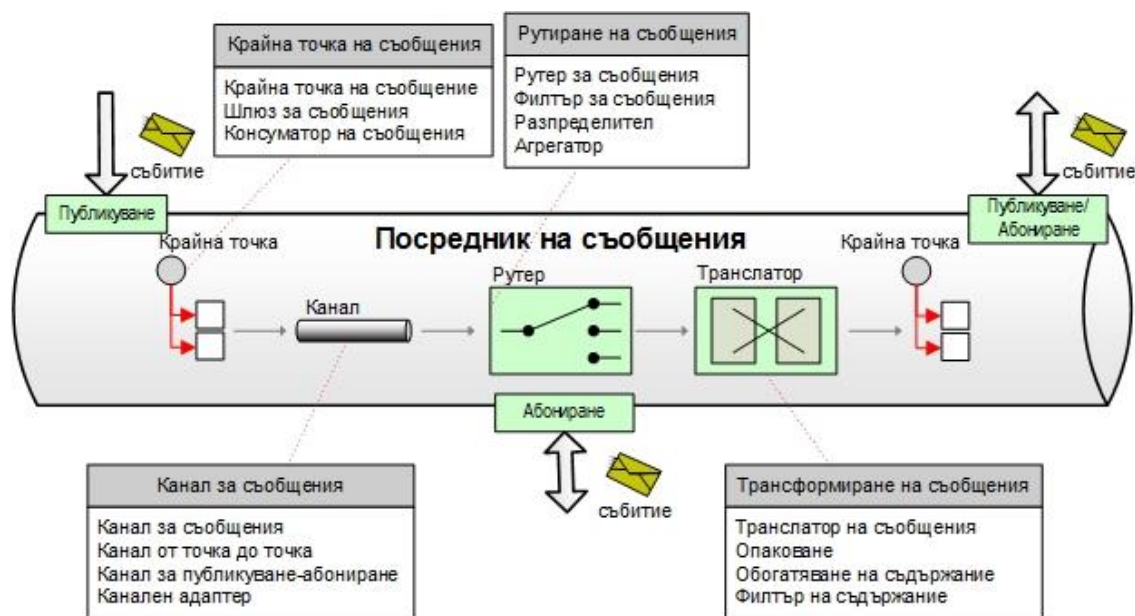 Крайна точка на съобщения
Крайна точка на съобщение
Шлюз за съобщения
Консуматор на съобщения
Рутиране на съобщения
Рутер за съобщения
Филтър за съобщения
Разпределител
Агрегатор
събитие
събитие
Публикуване
Публикуване/
Абониране
Посредник на съобщения
Крайна точка
Канал
Рутер
Транслатор
Крайна точка
Абониране
събитие
Канал за съобщения
Канал за съобщения
Канал от точка до точка
Канал за публикуване-абониране
Канален адаптер
Трансформиране на съобщения
Транслатор на съобщения
Опаковане
Обогатяване на съдържание
Филтър на съдържание